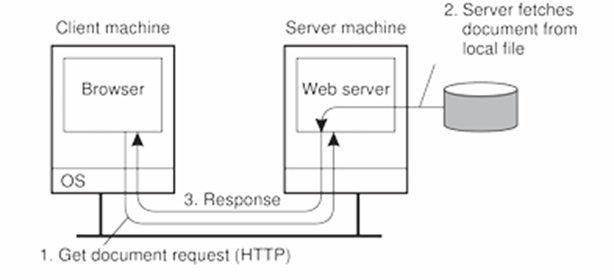 Client machine
Server machine
2. Server fetches
document from
local file
Browser
Web server
OS
3. Response
1. Get document request (HTTP)